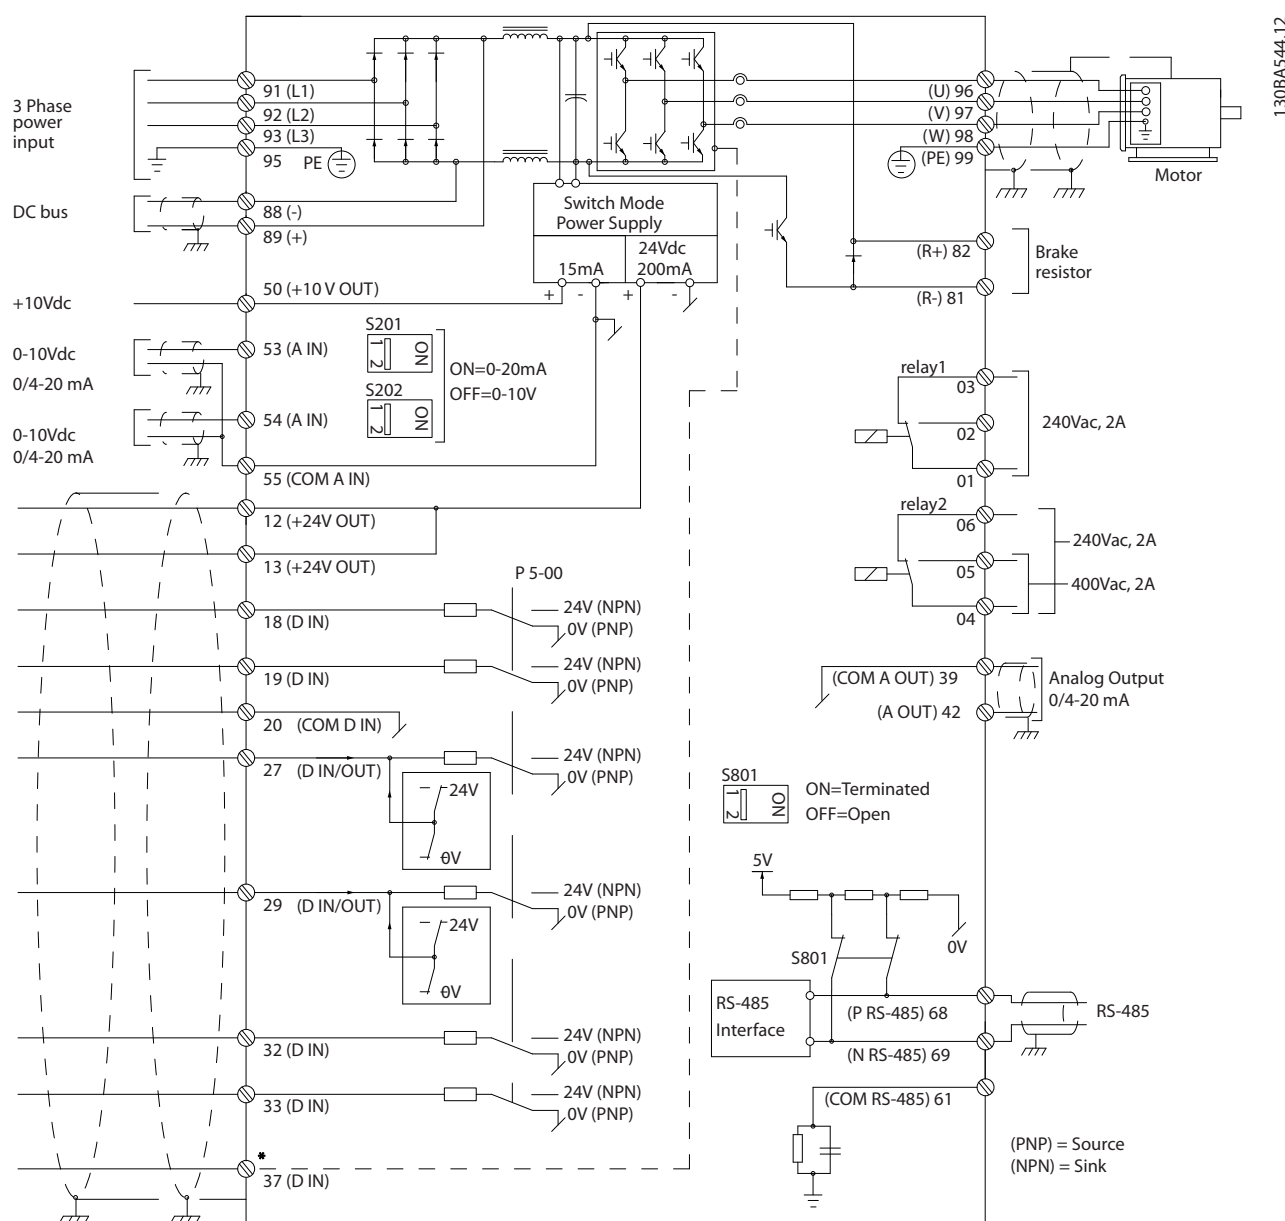 130BA544.12
3 Phase
power
input
91 (L1)
92 (L2)
93 (L3)
95
PE
(U) 96
(V) 97
(W) 98
(PE) 99
Motor
DC bus
88 (-)
89 (+)
Switch Mode
Power Supply
24Vdc
15mA
200mA
+
-
+
-
(R+) 82
Brake
resistor
(R-) 81
+10Vdc
50 (+10 V OUT)
0-10Vdc
0/4-20 mA
53 (A IN)
S201
ON
1 2
S202
ON
1 2
ON=0-20mA
OFF=0-10V
0-10Vdc
0/4-20 mA
54 (A IN)
55 (COM A IN)
12 (+24V OUT)
13 (+24V OUT)
relay1
03
02
01
240Vac, 2A
relay2
06
05
04
240Vac, 2A
400Vac, 2A
P 5-00
18 (D IN)
24V (NPN)
0V (PNP)
19 (D IN)
24V (NPN)
0V (PNP)
20 (COM D IN)
27 (D IN/OUT)
24V (NPN)
0V (PNP)
24V
0V
29 (D IN/OUT)
24V (NPN)
0V (PNP)
24V
0V
32 (D IN)
24V (NPN)
0V (PNP)
33 (D IN)
24V (NPN)
0V (PNP)
*
37 (D IN)
(COM A OUT) 39
(A OUT) 42
Analog Output
0/4-20 mA
S801
ON
1 2
ON=Terminated
OFF=Open
5V
0V
S801
RS-485
Interface
(P RS-485) 68
(N RS-485) 69
RS-485
(COM RS-485) 61
(PNP) = Source
(NPN) = Sink